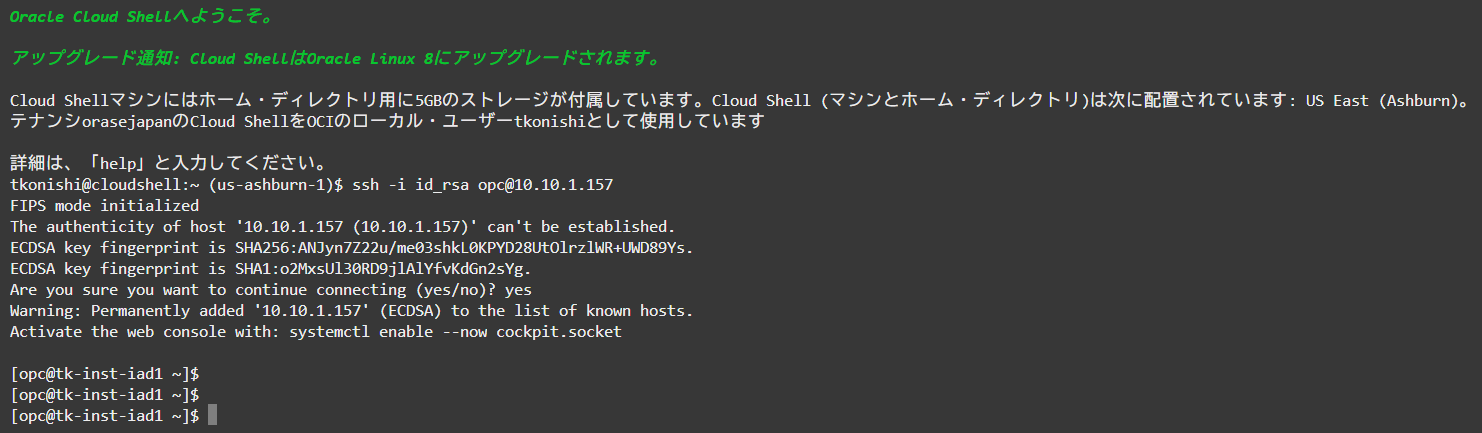 Oracle Cloud Shellへようこそ。
アップグレード通知: Cloud ShellはOracle Linux 8にアップグレードされます。
Cloud Shellマシンにはホーム・ディレクトリ用に5GBのストレージが付属しています。Cloud Shell (マシンとホーム・ディレクトリ)は次に配置されています: US East (Ashburn)。
テナンシorasejapanのCloud ShellをOCIのローカル・ユーザーtkonishiとして使用しています
詳細は、「help」と入力してください。
tkonishi@cloudshell:~ (us-ashburn-1)$ ssh -i id_rsa opc@10.10.1.157
FIPS mode initialized
The authenticity of host '10.10.1.157 (10.10.1.157)' can't be established.
ECDSA key fingerprint is SHA256:ANJyn7Z22u/me03shkL0KPYD28UtOlrzlWR+UWD89Ys.
ECDSA key fingerprint is SHA1:o2MxsUl30RD9jlAlYfvKdGn2sYg.
Are you sure you want to continue connecting (yes/no)? yes
Warning: Permanently added '10.10.1.157' (ECDSA) to the list of known hosts.
Activate the web console with: systemctl enable --now cockpit.socket
[opc@tk-inst-iad1 ~]$
[opc@tk-inst-iad1 ~]$
[opc@tk-inst-iad1 ~]$